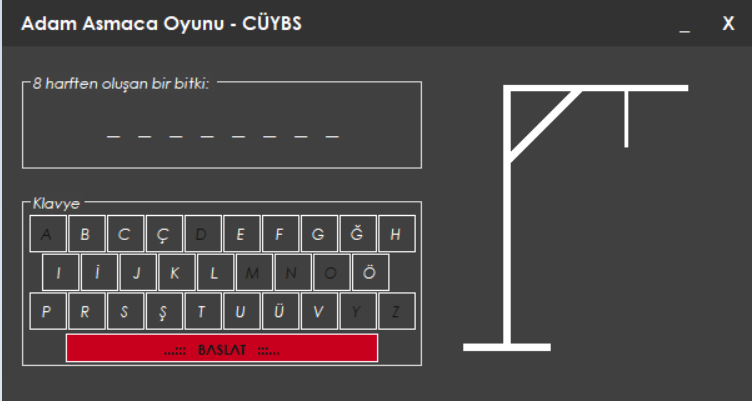 Adam Asmaca Oyunu - CÜYBS _ X
8 harften oluşan bir bitki:
_ _ _ _ _ _ _ _
Klavye
A B C Ç D E F G Ğ H
I İ J K L M N O Ö
P R S Ş T U Ü V Y Z
...::: BAŞLAT :::...